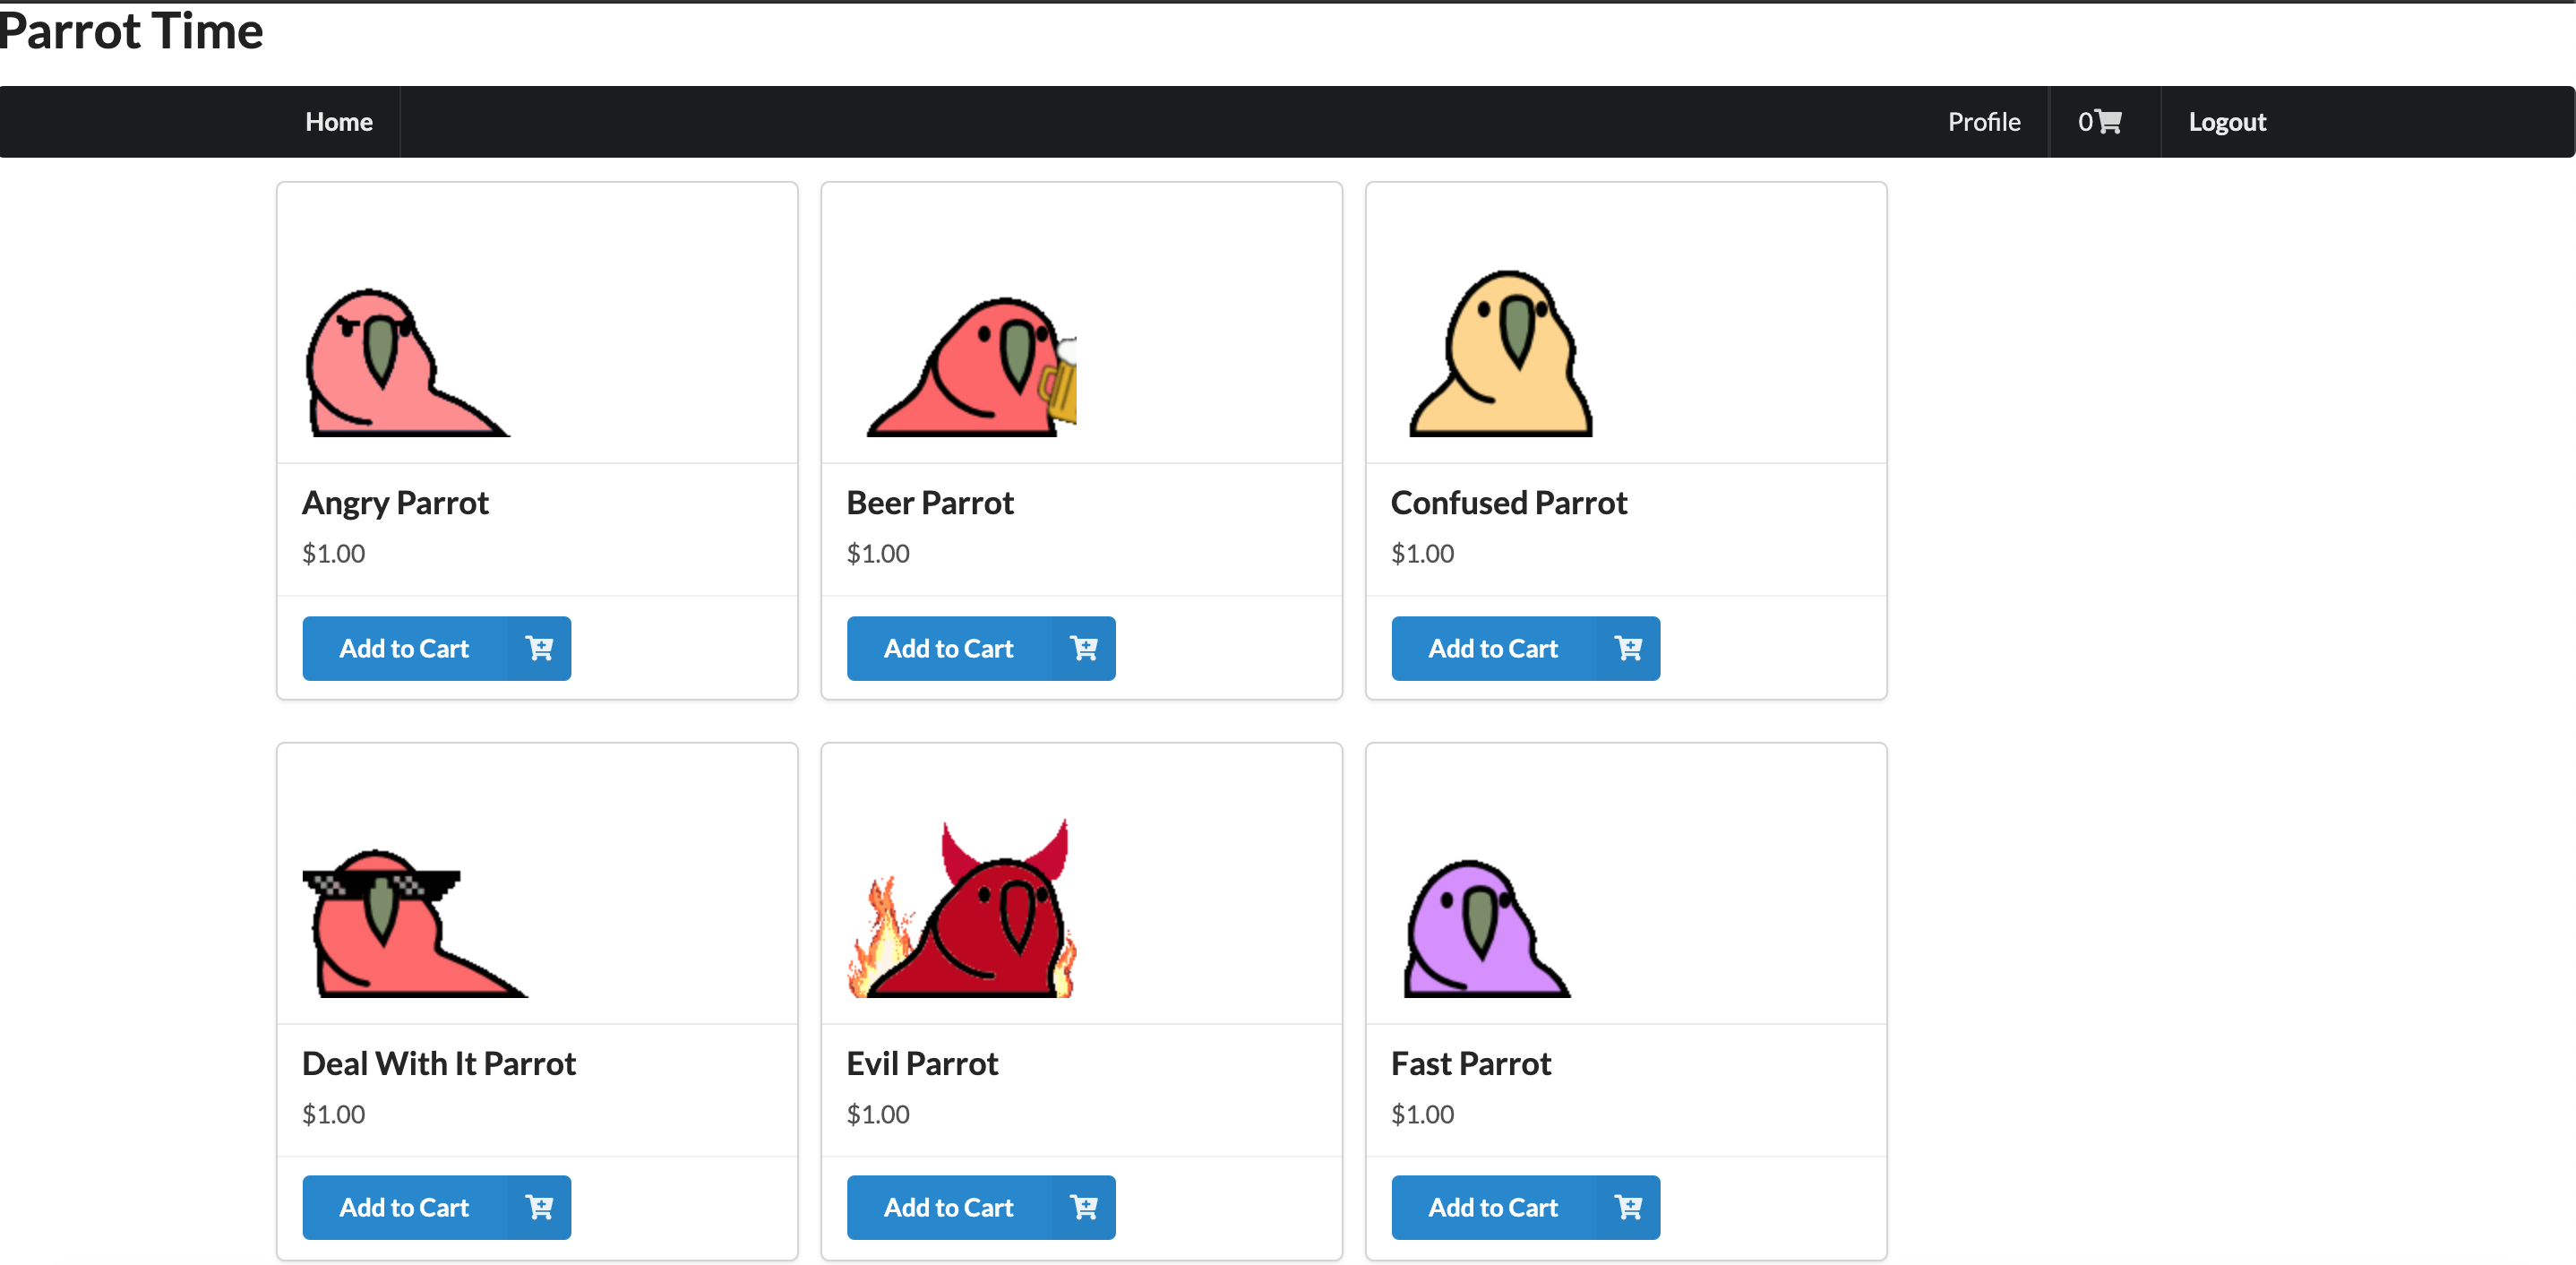 Parrot Time
Home Profile 0 Logout
Angry Parrot Beer Parrot Confused Parrot
$1.00 $1.00 $1.00
Add to Cart Add to Cart Add to Cart
Deal With It Parrot Evil Parrot Fast Parrot
$1.00 $1.00 $1.00
Add to Cart Add to Cart Add to Cart